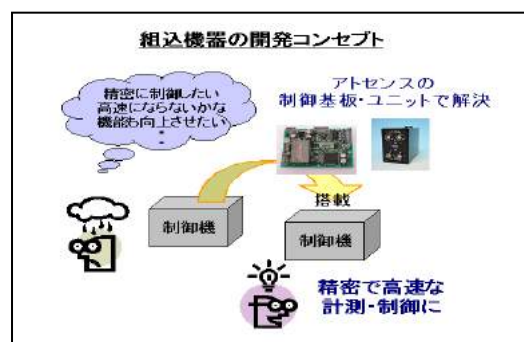 組込機器の開発コンセプト
精密に制御したい
高速にならないかな
機能も向上させたい
・
・
アトセンスの
制御基板・ユニットで解決
搭載
制御機
制御機
精密で高速な
計測・制御に